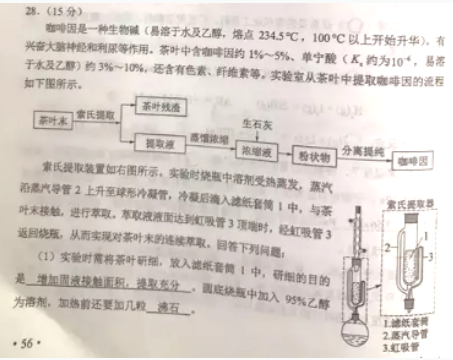 28.(15分)
咖啡因是一种生物碱(易溶于水及乙醇,熔点 234.5℃,100℃以上开始升华),有
兴奋大脑神经和利尿等作用。茶叶中含咖啡因约1%~5%、单宁酸(Kₐ约为10⁻⁶,易溶
于水及乙醇)约3%~10%,还含有色素、纤维素等。实验室从茶叶中提取咖啡因的流程
如下图所示。
茶叶末 索氏提取 茶叶残渣
提取液 蒸馏浓缩 浓缩液 生石灰 粉状物 分离提纯 咖啡因
索氏提取装置如右图所示,实验时烧瓶中溶剂受热蒸发,蒸汽
沿蒸汽导管2上升至球形冷凝管,冷凝后滴入滤纸套筒1中,与茶
叶末接触,进行萃取。萃取液液面达到虹吸管3顶端时,经虹吸管3
返回烧瓶,从而实现对茶叶末的连续萃取。回答下列问题:
(1)实验时需将茶叶研细,放入滤纸套筒1中,研细的目的
是 增加固液接触面积,提取充分 。圆底烧瓶中加入95%乙醇
为溶剂,加热前还要加几粒 沸石 。
索氏提取器
1
2
3
1.滤纸套筒
2.蒸汽导管
3.虹吸管
·56·